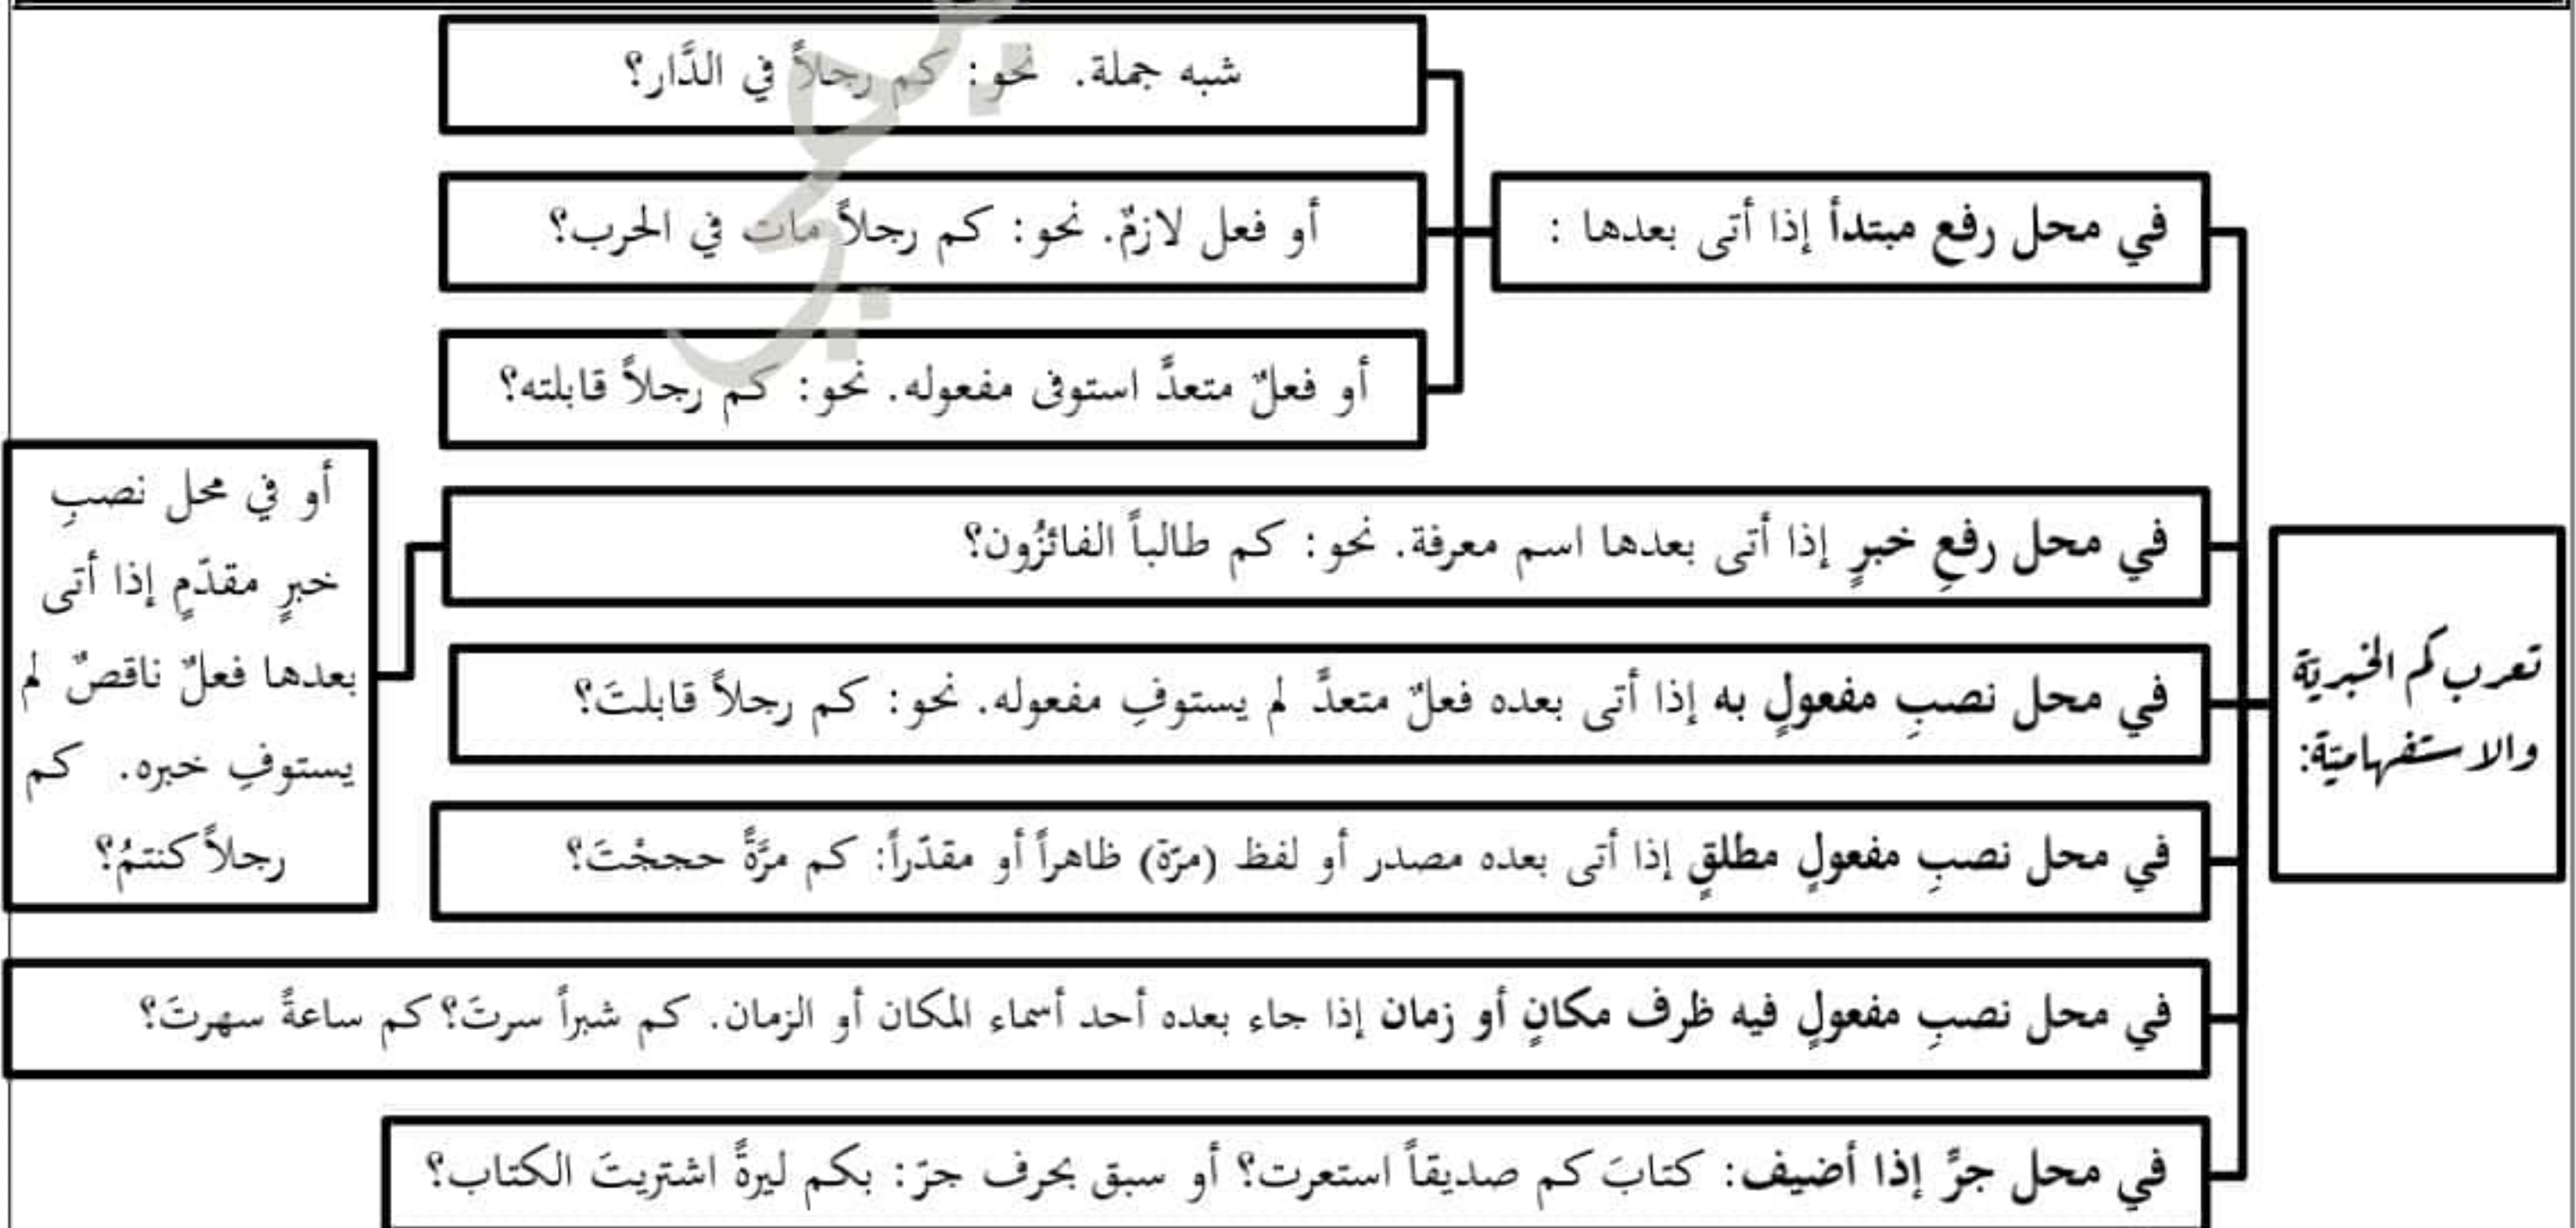 تعرب كم الخبرية
والاستفهاميّة:
في محل رفع مبتدأ إذا أتى بعدها :
شبه جملة. نحو: كم رجلاً في الدَّار؟
أو فعل لازمٌ. نحو: كم رجلاً مات في الحرب؟
أو فعلٌ متعدًّ استوفى مفعوله. نحو: كم رجلاً قابلته؟
في محل رفعِ خبرٍ إذا أتى بعدها اسم معرفة. نحو: كم طالباً الفائزُون؟
أو في محل نصبِ
خبرٍ مقدّمٍ إذا أتى
بعدها فعلٌ ناقصٌ لم
يستوفِ خبره. كم
رجلاً كنتمُ؟
في محل نصبِ مفعولٍ به إذا أتى بعده فعلٌ متعدًّ لم يستوفِ مفعوله. نحو: كم رجلاً قابلتَ؟
في محل نصبِ مفعولٍ مطلقٍ إذا أتى بعده مصدر أو لفظ (مرّة) ظاهراً أو مقدّراً: كم مرَّةً حججْتَ؟
في محل نصبِ مفعولٍ فيه ظرف مكانٍ أو زمان إذا جاء بعده أحد أسماء المكان أو الزمان. كم شبراً سرتَ؟ كم ساعةً سهرتَ؟
في محل جرًّ إذا أضيف: كتابَ كم صديقاً استعرت؟ أو سبق بحرف جرّ: بكم ليرةً اشتريتَ الكتاب؟